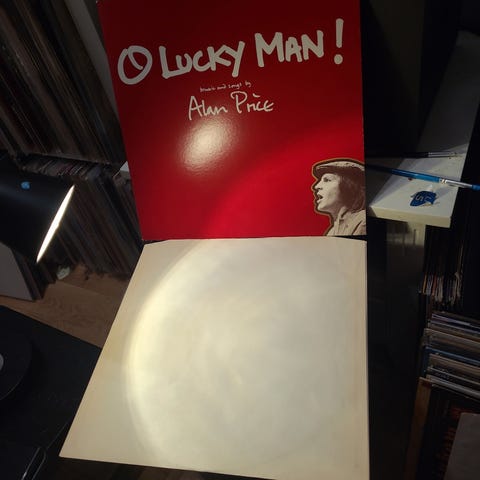 O LUCKY MAN!
music and songs by
Alan Price